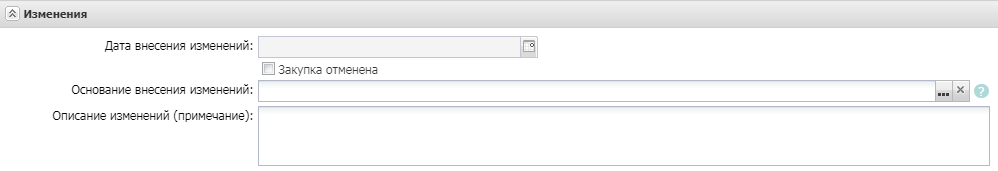 Изменения
Дата внесения изменений:
Закупка отменена
Основание внесения изменений:
... × ?
Описание изменений (примечание):